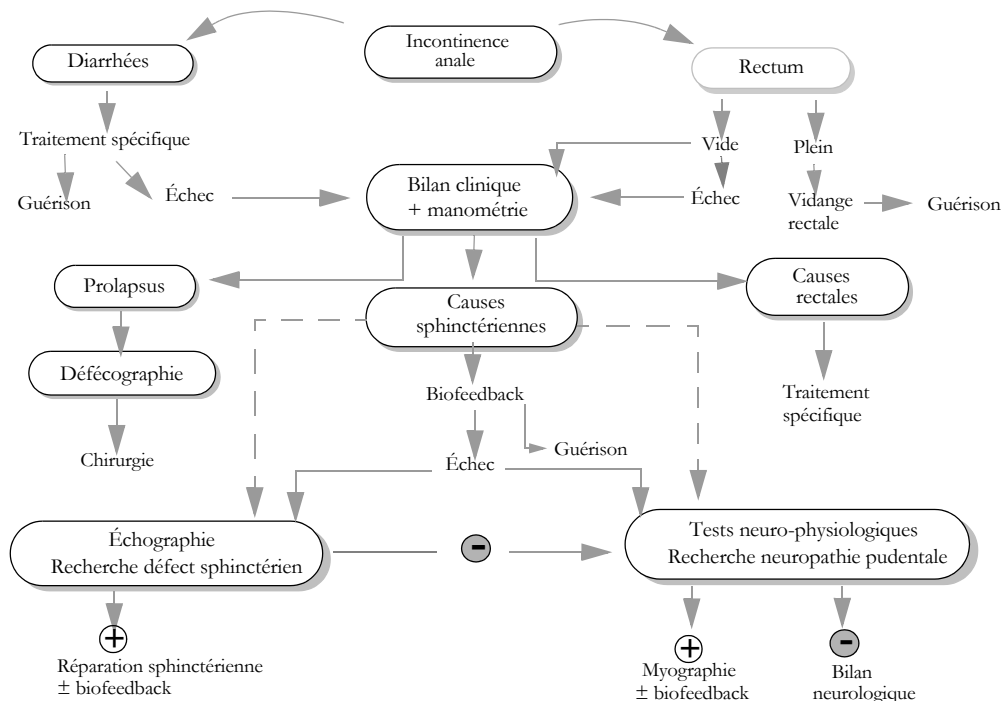 Incontinence
anale
Diarrhées
Rectum
Traitement spécifique
Vide
Plein
Guérison
Échec
Bilan clinique
+ manométrie
Échec
Vidange
rectale
Guérison
Prolapsus
Causes
sphinctériennes
Causes
rectales
Défécographie
Biofeedback
Traitement
spécifique
Chirurgie
Guérison
Échec
Échographie
Recherche défect sphinctérien
-
Tests neuro-physiologiques
Recherche neuropathie pudentale
+
Réparation sphinctérienne
± biofeedback
+
Myographie
± biofeedback
-
Bilan
neurologique